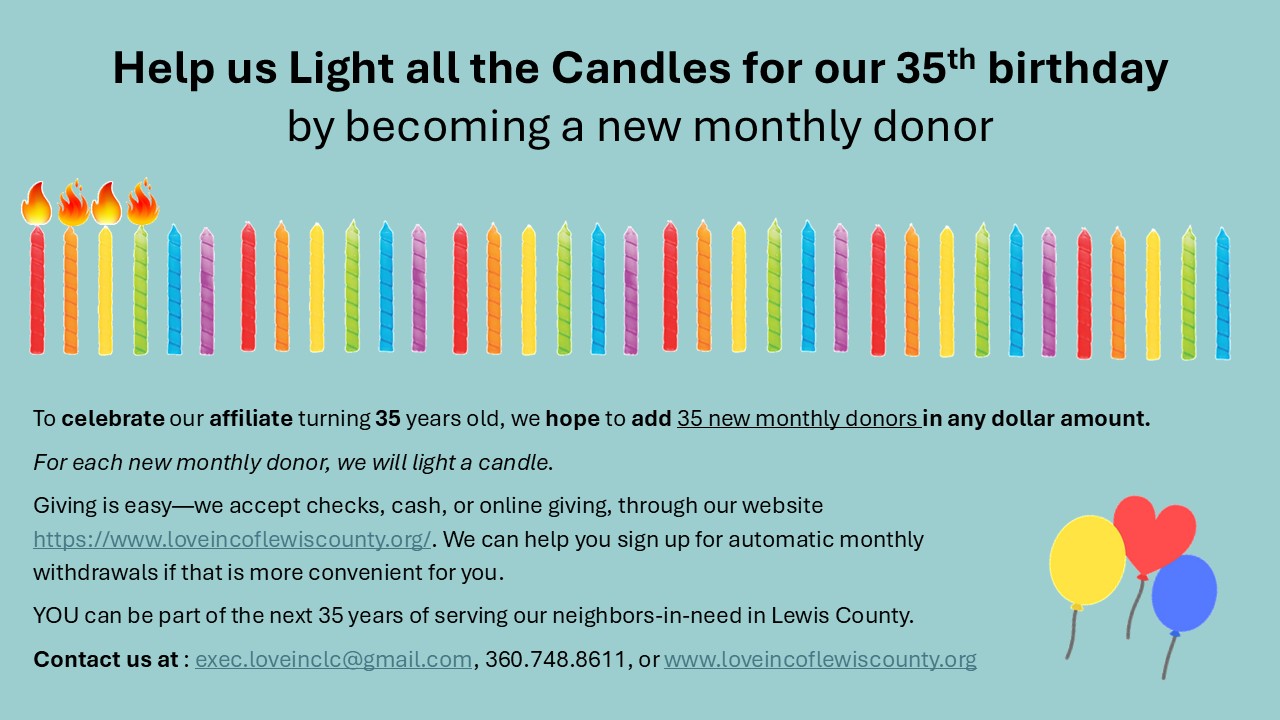 Help us Light all the Candles for our 35th birthday
by becoming a new monthly donor
To celebrate our affiliate turning 35 years old, we hope to add 35 new monthly donors in any dollar amount.
For each new monthly donor, we will light a candle.
Giving is easy—we accept checks, cash, or online giving, through our website
https://www.loveincoflewiscounty.org/. We can help you sign up for automatic monthly
withdrawals if that is more convenient for you.
YOU can be part of the next 35 years of serving our neighbors-in-need in Lewis County.
Contact us at : exec.loveinclc@gmail.com, 360.748.8611, or www.loveincoflewiscounty.org